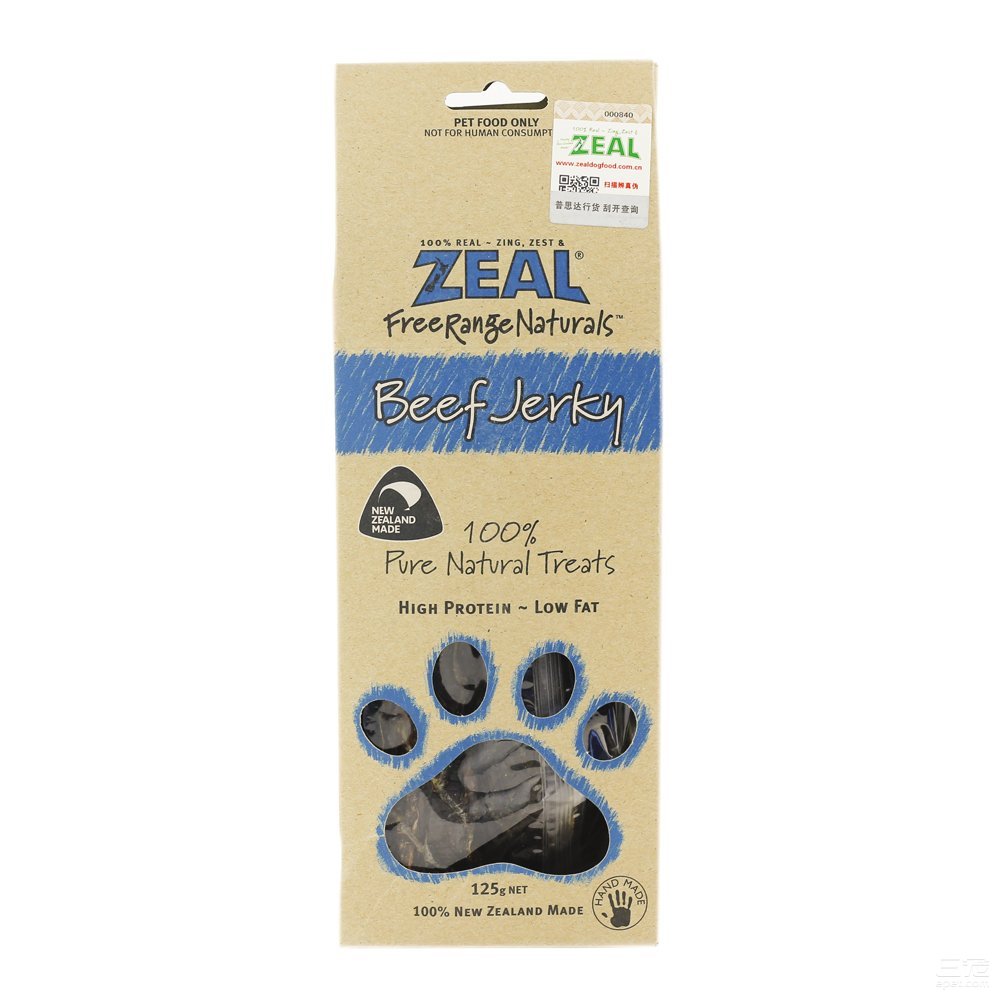 PET FOOD ONLY
NOT FOR HUMAN CONSUMPT
000840
ZEAL
www.zealdogfood.com.cn
扫描辨真伪
普思达行货 刮开查询
100% REAL ~ ZING, ZEST &
ZEAL®
FreeRangeNaturals™
Beef Jerky
NEW
ZEALAND
MADE
100%
Pure Natural Treats
HIGH PROTEIN ~ LOW FAT
125g NET
100% NEW ZEALAND MADE
HAND MADE